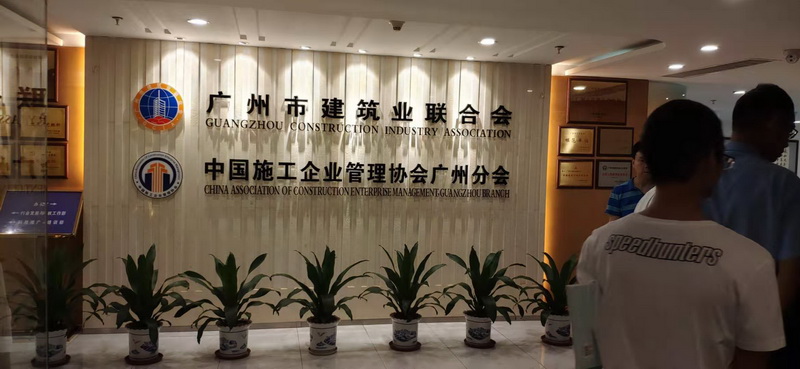 广州市建筑业联合会
GUANGZHOU CONSTRUCTION INDUSTRY ASSOCIATION
中国施工企业管理协会广州分会
CHINA ASSOCIATION OF CONSTRUCTION ENTERPRISE MANAGEMENT-GUANGZHOU BRANCH
speedhunters